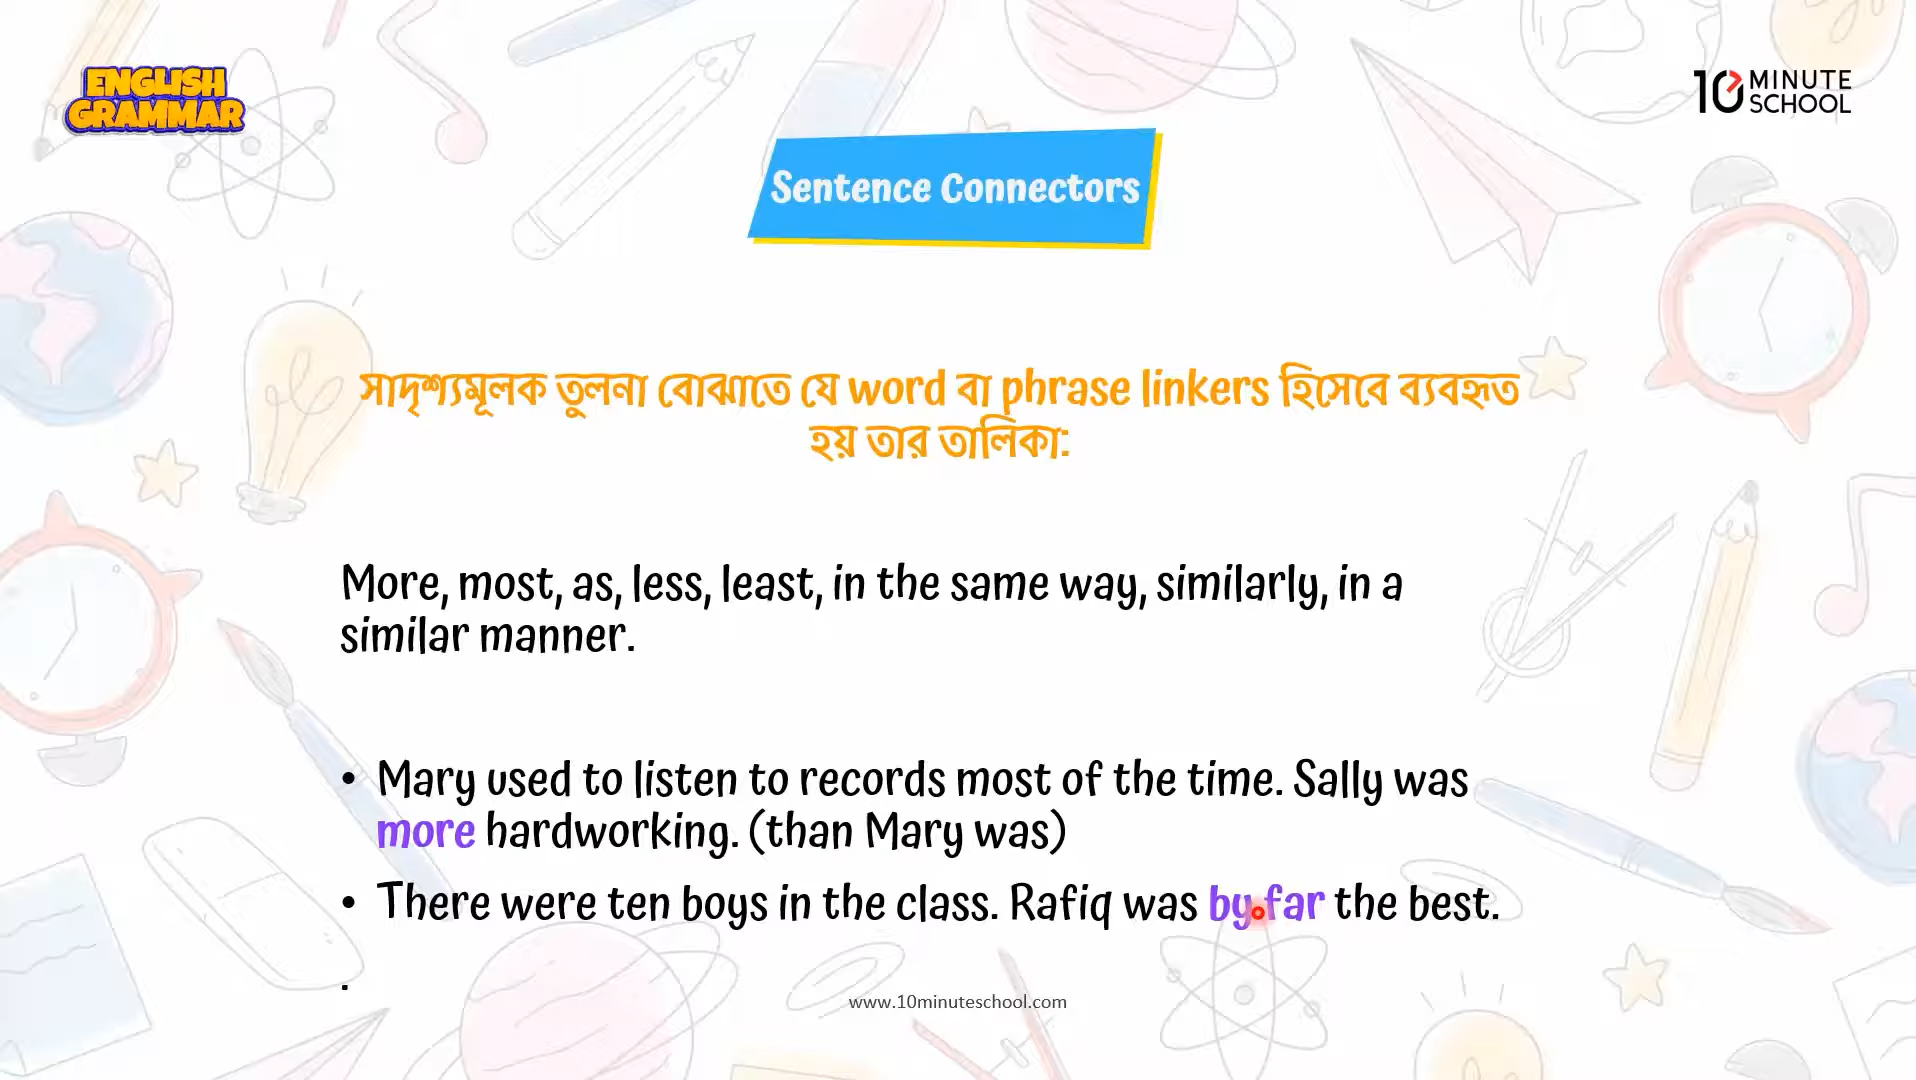 ENGLISH
GRAMMAR
10 MINUTE
SCHOOL
Sentence Connectors
সাদৃশ্যমূলক তুলনা বোঝাতে যে word বা phrase linkers হিসেবে ব্যবহৃত
হয় তার তালিকা:
More, most, as, less, least, in the same way, similarly, in a
similar manner.
• Mary used to listen to records most of the time. Sally was
more hardworking. (than Mary was)
• There were ten boys in the class. Rafiq was by far the best.
.
www.10minuteschool.com